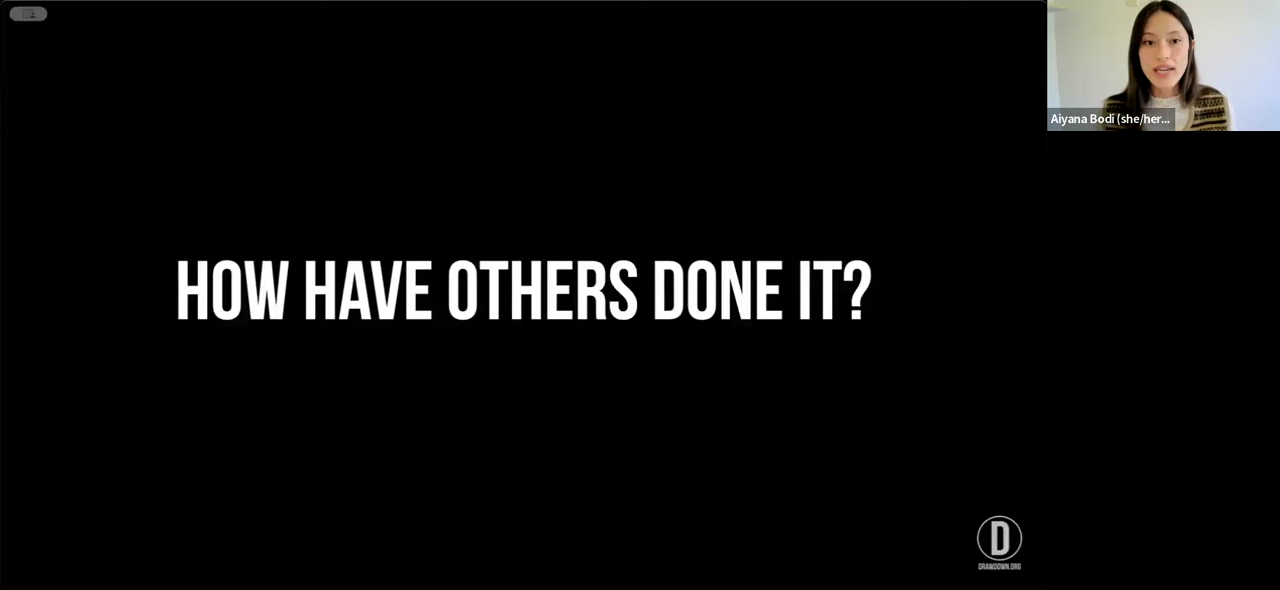 Aiyana Bodi (she/her...
HOW HAVE OTHERS DONE IT?
D
DRAWDOWN.ORG